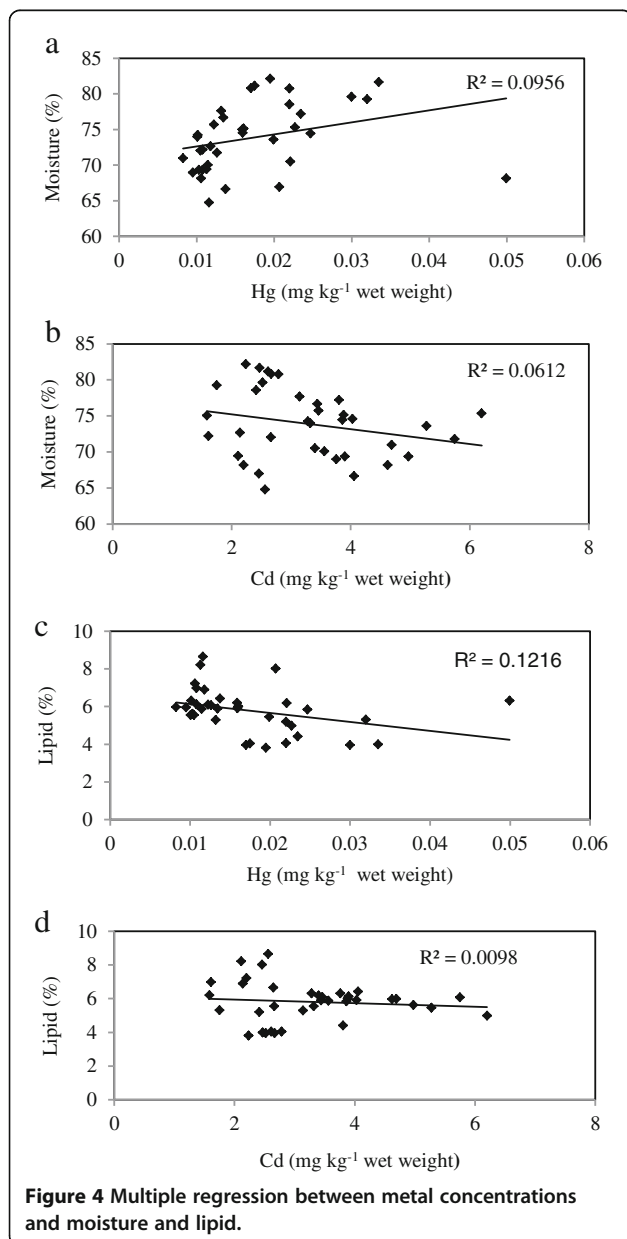 a
85
80
75
70
65
60
Moisture (%)
R² = 0.0956
0 0.01 0.02 0.03 0.04 0.05 0.06
Hg (mg kg⁻¹ wet weight)
b
85
80
75
70
65
60
Moisture (%)
R² = 0.0612
0 2 4 6 8
Cd (mg kg⁻¹ wet weight)
c
10
8
6
4
2
0
Lipid (%)
R² = 0.1216
0 0.01 0.02 0.03 0.04 0.05 0.06
Hg (mg kg⁻¹ wet weight)
d
10
8
6
4
2
0
Lipid (%)
R² = 0.0098
0 2 4 6 8
Cd (mg kg⁻¹ wet weight)
Figure 4 Multiple regression between metal concentrations
and moisture and lipid.